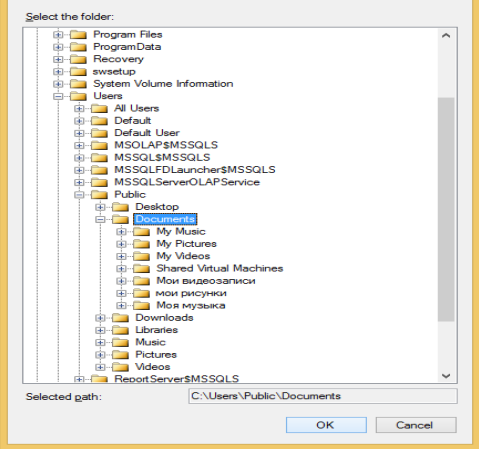 Select the folder:
Program Files
ProgramData
Recovery
swsetup
System Volume Information
Users
All Users
Default
Default User
MSOLAP$MSSQLS
MSSQL$MSSQLS
MSSQLFDLauncher$MSSQLS
MSSQLServerOLAPService
Public
Desktop
Documents
My Music
My Pictures
My Videos
Shared Virtual Machines
Мои видеозаписи
мои рисунки
Моя музыка
Downloads
Libraries
Music
Pictures
Videos
ReportServer$MSSQLS
Selected path: C:\Users\Public\Documents
OK Cancel